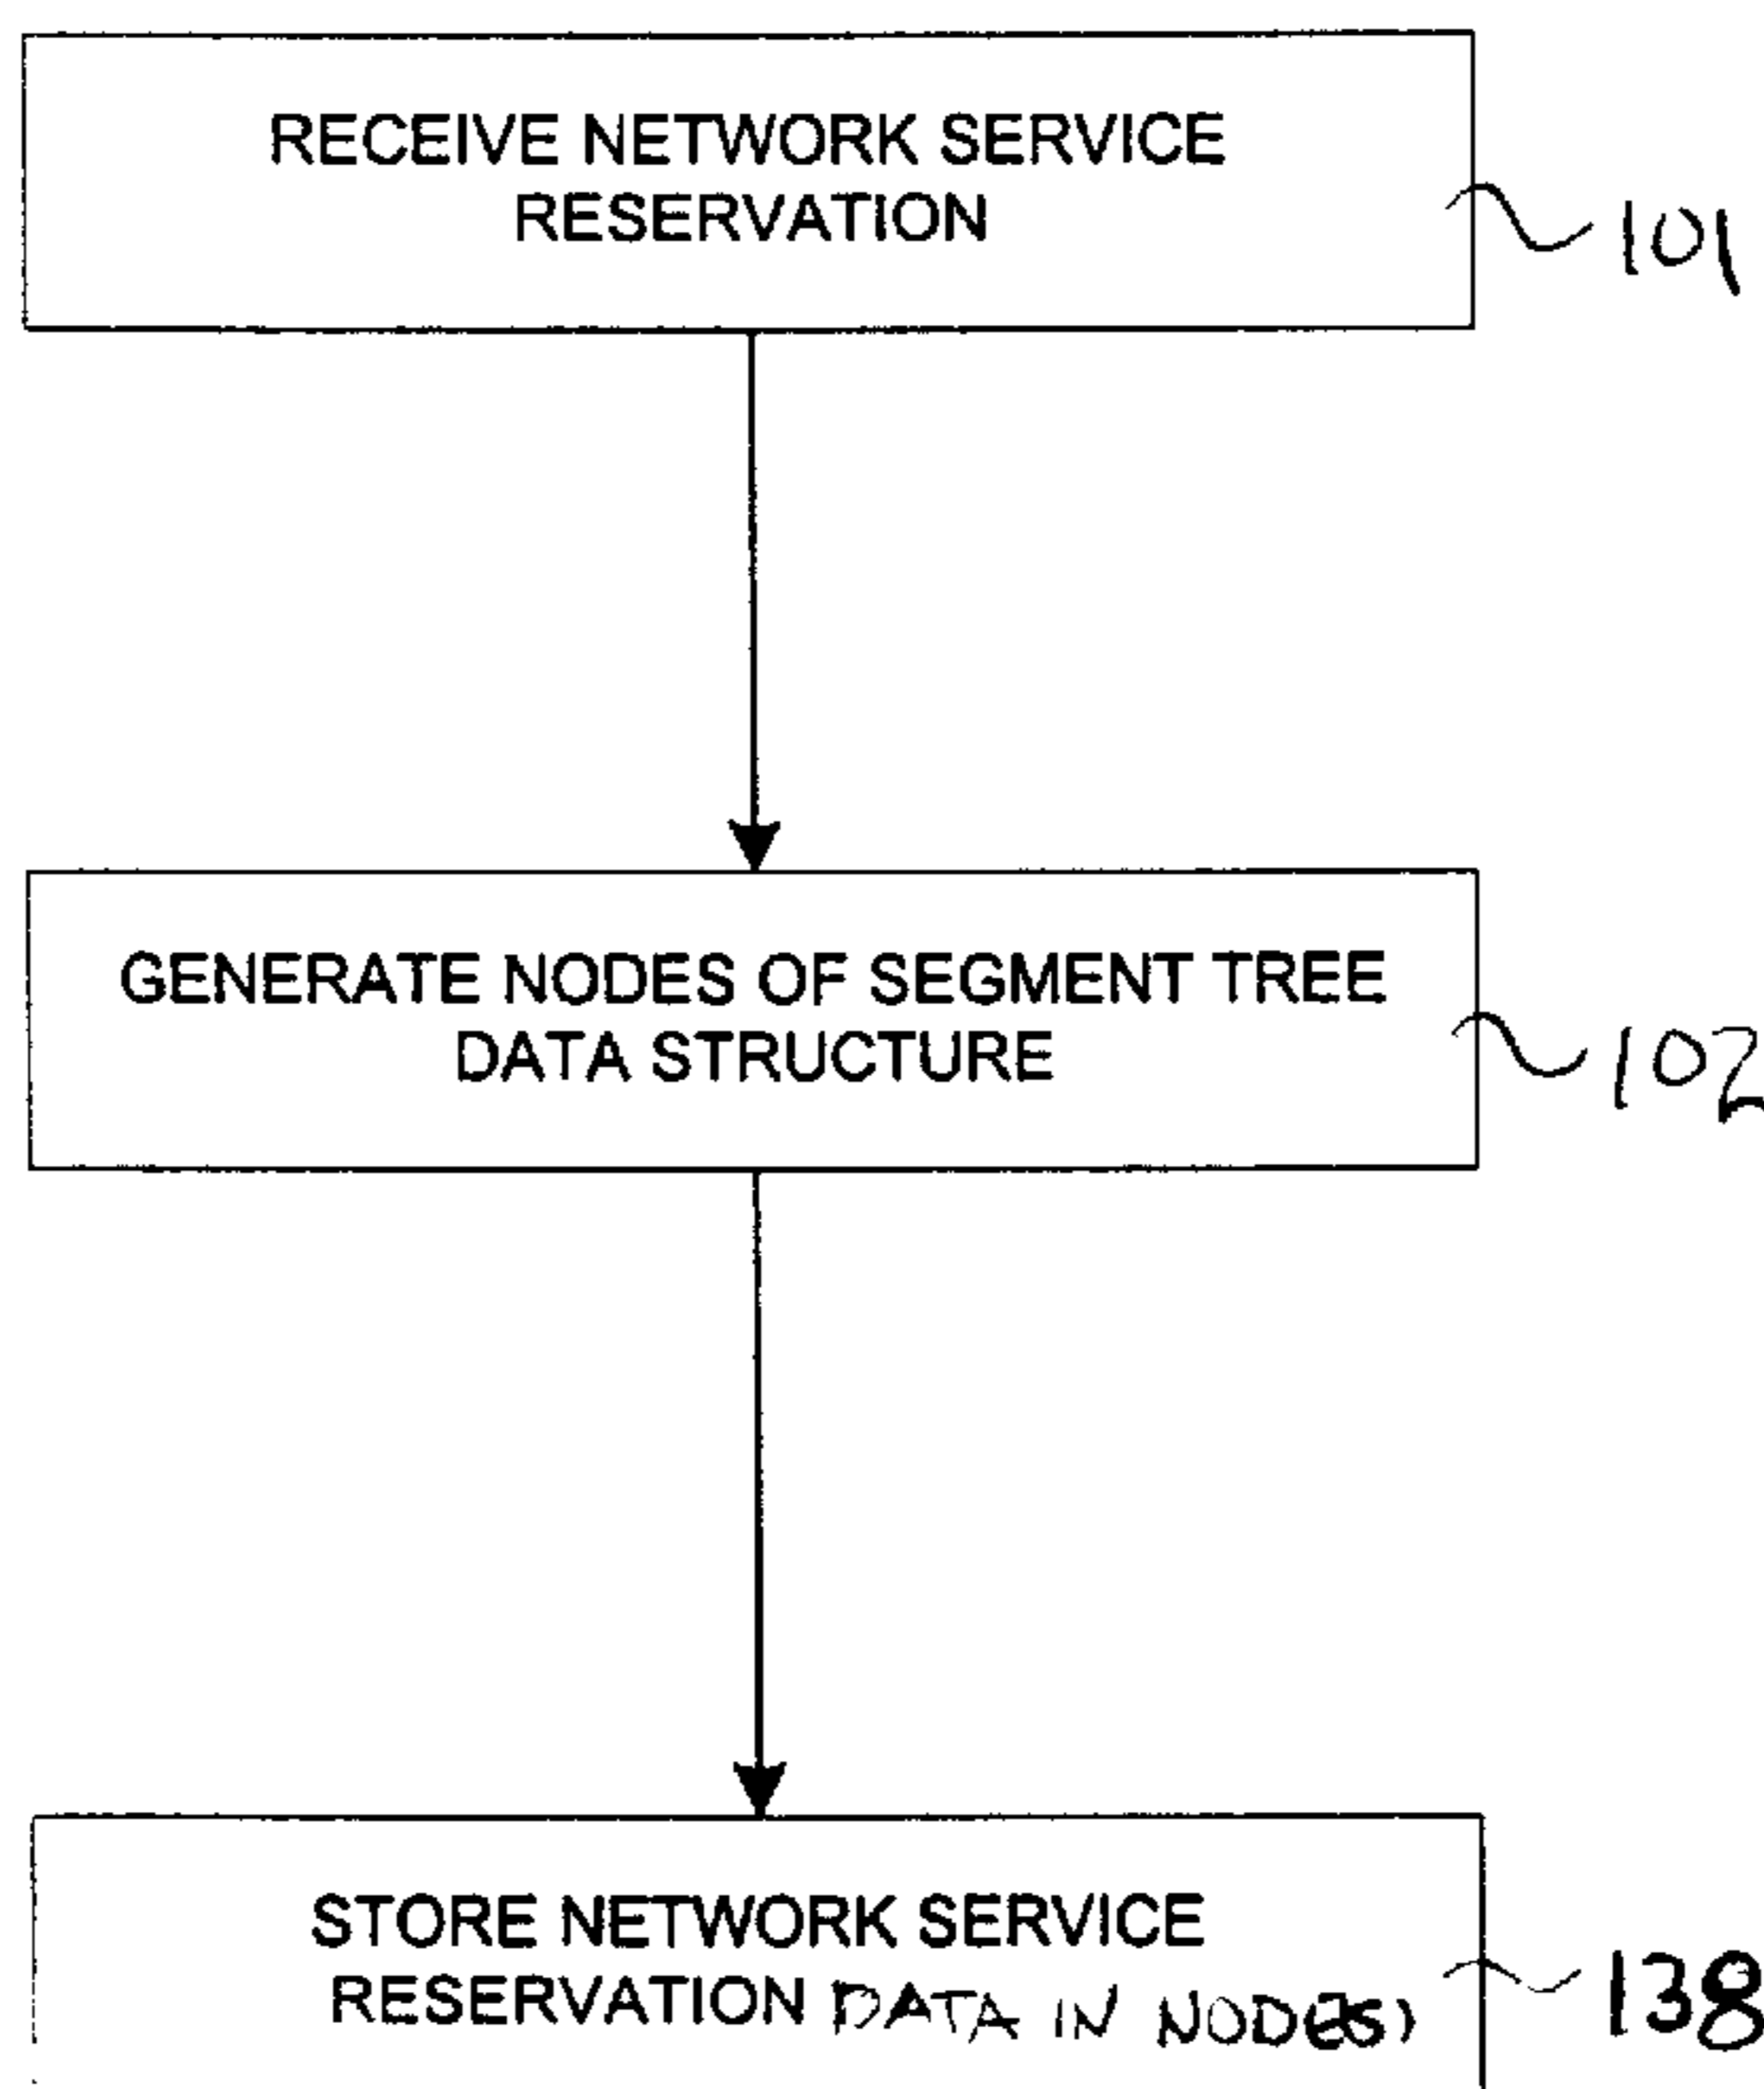 RECEIVE NETWORK SERVICE
RESERVATION
101
GENERATE NODES OF SEGMENT TREE
DATA STRUCTURE
102
STORE NETWORK SERVICE
RESERVATION DATA IN
138